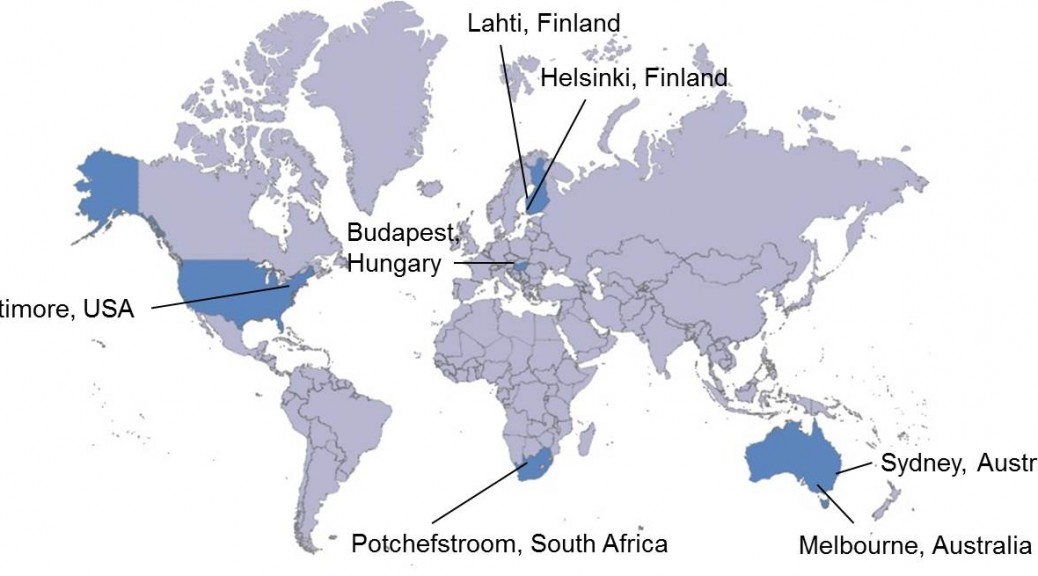 Lahti, Finland
Helsinki, Finland
Budapest,
Hungary
timore, USA
Sydney, Austr
Potchefstroom, South Africa
Melbourne, Australia